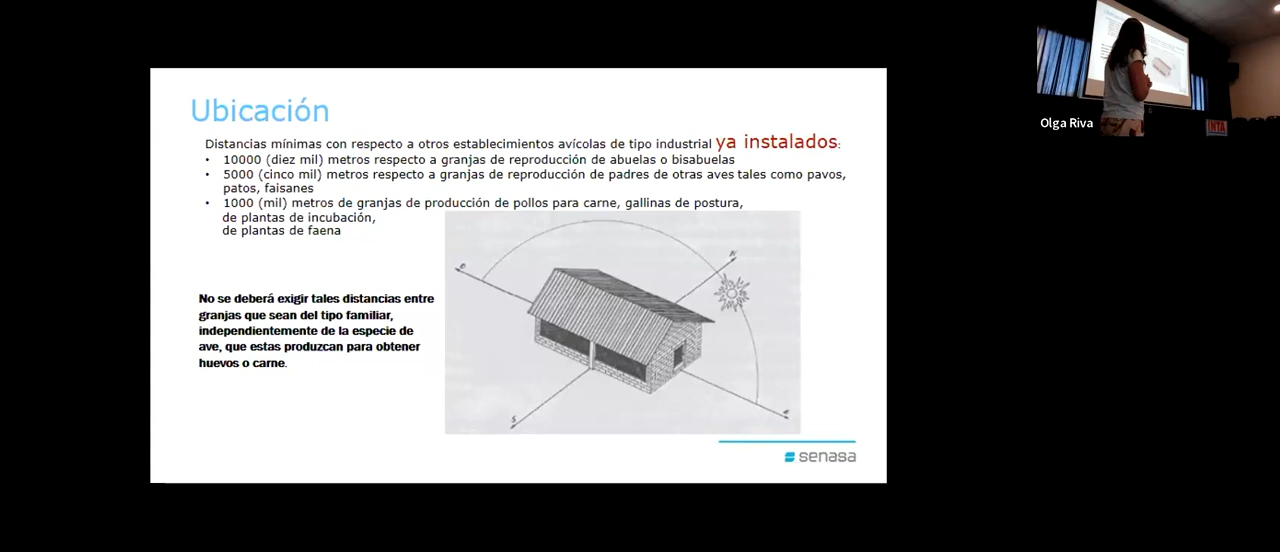 Ubicación
Distancias mínimas con respecto a otros establecimientos avícolas de tipo industrial ya instalados:
• 10000 (diez mil) metros respecto a granjas de reproducción de abuelas o bisabuelas
• 5000 (cinco mil) metros respecto a granjas de reproducción de padres de otras aves tales como pavos,
patos, faisanes
• 1000 (mil) metros de granjas de producción de pollos para carne, gallinas de postura,
de plantas de incubación,
de plantas de faena
No se deberá exigir tales distancias entre
granjas que sean del tipo familiar,
independientemente de la especie de
ave, que estas produzcan para obtener
huevos o carne.
S
senasa
Olga Riva
INTA